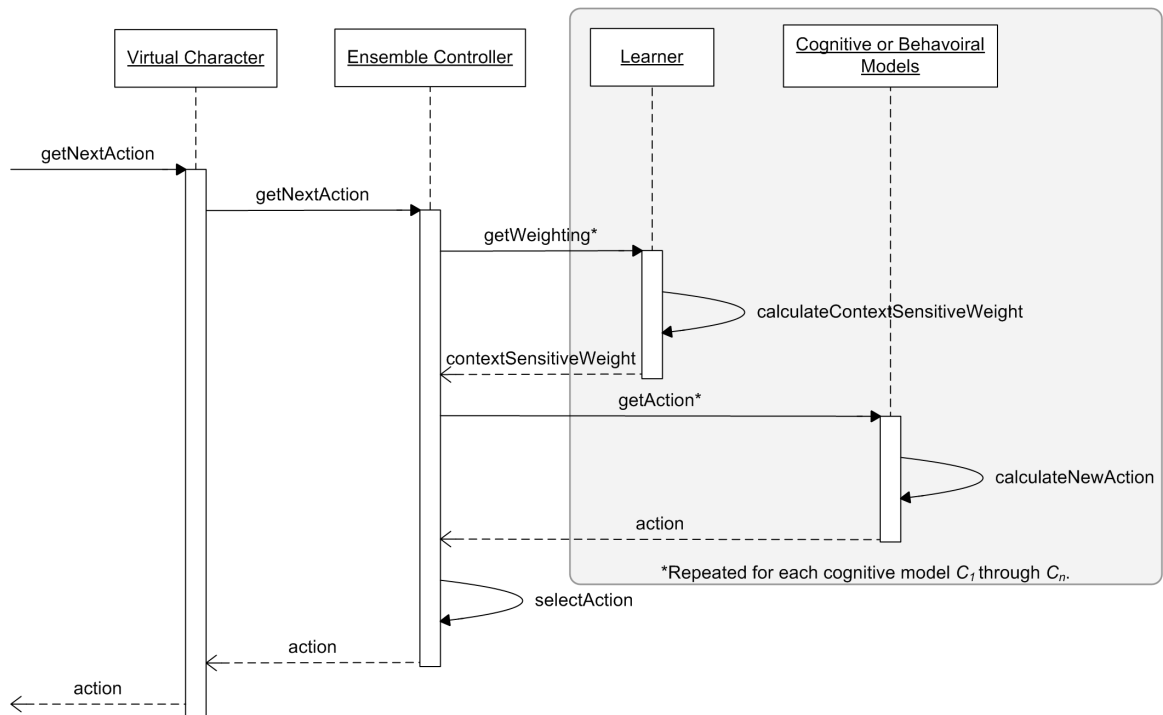 Virtual Character
Ensemble Controller
Learner
Cognitive or Behavoiral
Models
getNextAction
getNextAction
getWeighting*
calculateContextSensitiveWeight
contextSensitiveWeight
getAction*
calculateNewAction
action
*Repeated for each cognitive model C1 through Cn.
selectAction
action
action